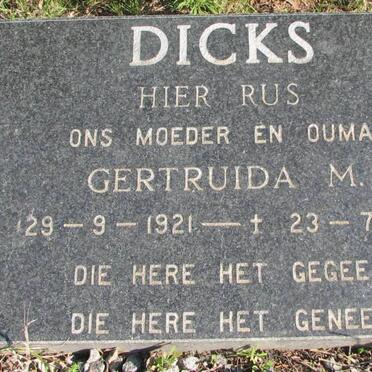 DICKS
HIER RUS
ONS MOEDER EN OUMA
GERTRUIDA M.
29 - 9 - 1921 - † 23 - 7
DIE HERE HET GEGEE
DIE HERE HET GENEE